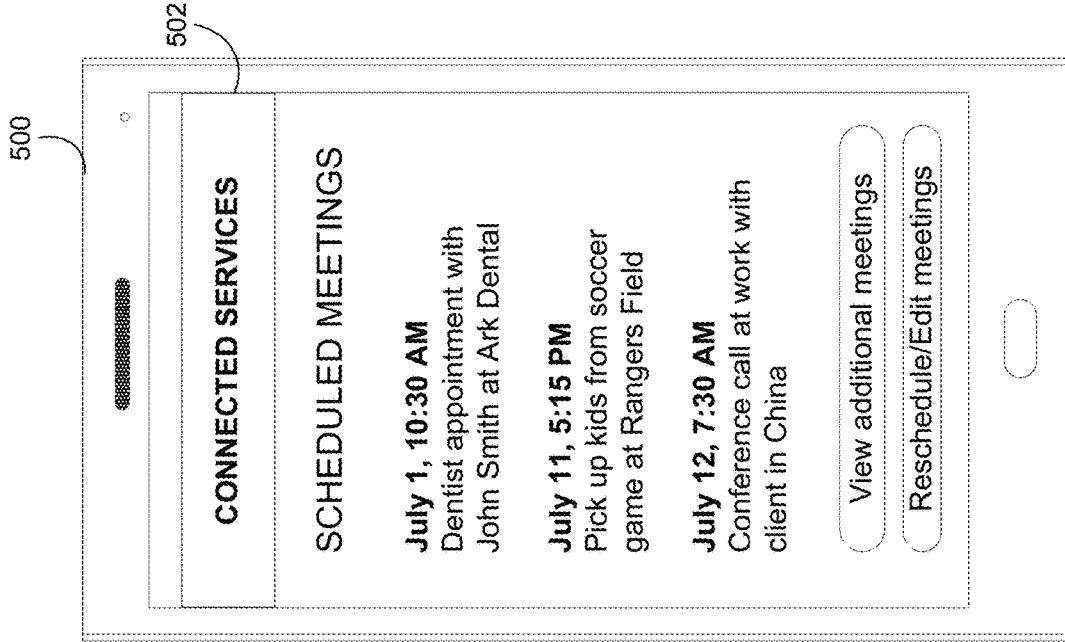 500
502
CONNECTED SERVICES
SCHEDULED MEETINGS
July 1, 10:30 AM
Dentist appointment with
John Smith at Ark Dental
July 11, 5:15 PM
Pick up kids from soccer
game at Rangers Field
July 12, 7:30 AM
Conference call at work with
client in China
View additional meetings
Reschedule/Edit meetings